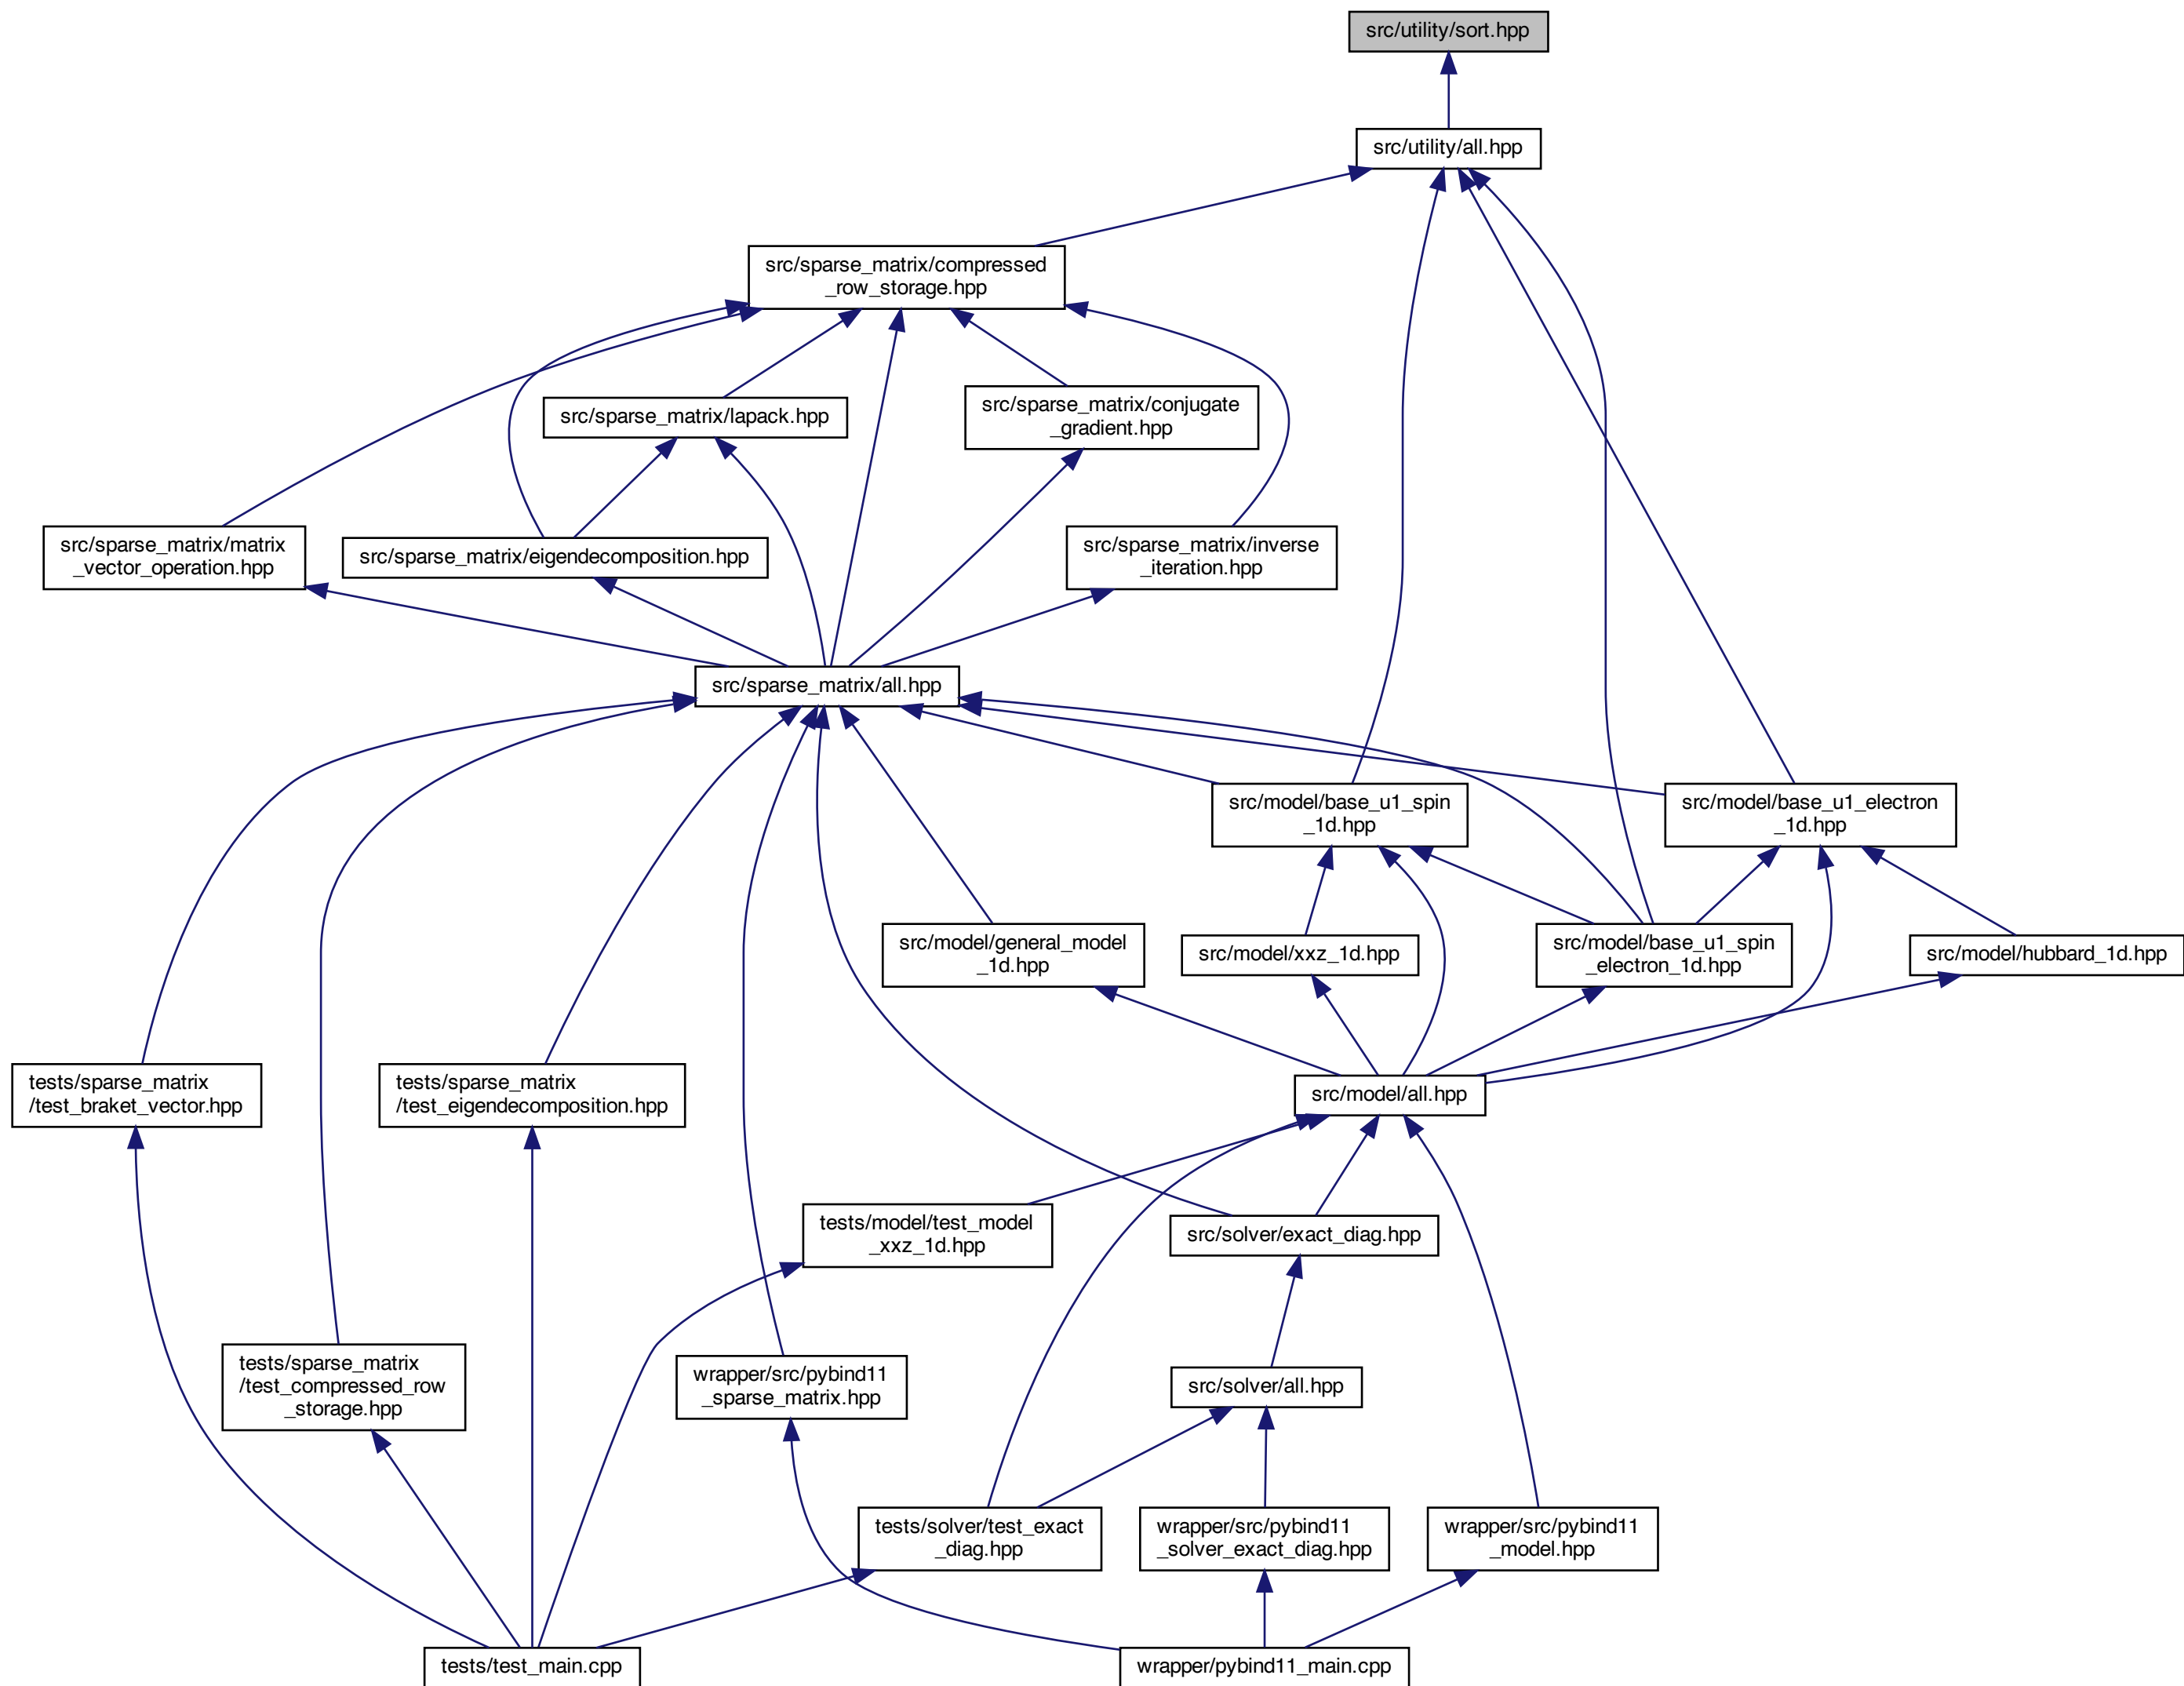 src/utility/sort.hpp
src/utility/all.hpp
src/sparse_matrix/compressed
_row_storage.hpp
src/sparse_matrix/lapack.hpp
src/sparse_matrix/conjugate
_gradient.hpp
src/sparse_matrix/matrix
_vector_operation.hpp
src/sparse_matrix/eigendecomposition.hpp
src/sparse_matrix/inverse
_iteration.hpp
src/sparse_matrix/all.hpp
src/model/base_u1_spin
_1d.hpp
src/model/base_u1_electron
_1d.hpp
src/model/general_model
_1d.hpp
src/model/xxz_1d.hpp
src/model/base_u1_spin
_electron_1d.hpp
src/model/hubbard_1d.hpp
tests/sparse_matrix
/test_braket_vector.hpp
tests/sparse_matrix
/test_eigendecomposition.hpp
src/model/all.hpp
tests/model/test_model
_xxz_1d.hpp
src/solver/exact_diag.hpp
tests/sparse_matrix
/test_compressed_row
_storage.hpp
wrapper/src/pybind11
_sparse_matrix.hpp
src/solver/all.hpp
tests/solver/test_exact
_diag.hpp
wrapper/src/pybind11
_solver_exact_diag.hpp
wrapper/src/pybind11
_model.hpp
tests/test_main.cpp
wrapper/pybind11_main.cpp